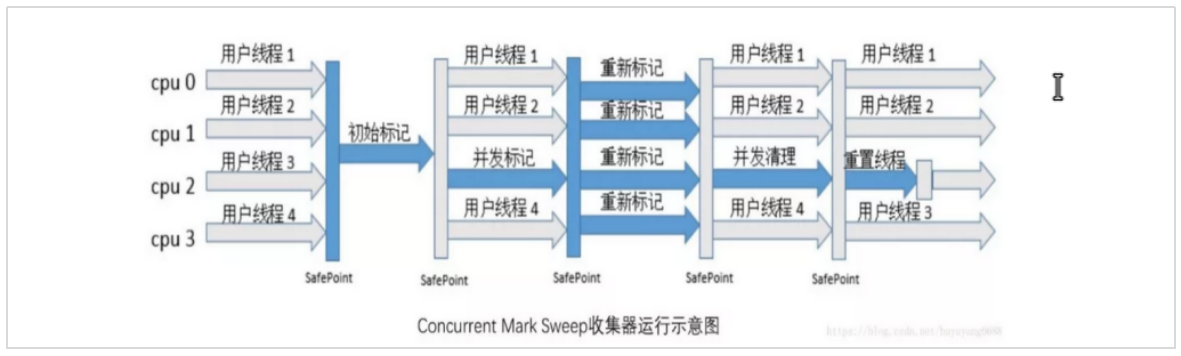 用户线程 1 用户线程 1 重新标记 用户线程 1 用户线程 1
cpu 0
用户线程 2 用户线程 2 重新标记 用户线程 2 用户线程 2
cpu 1 初始标记
用户线程 3 并发标记 重新标记 并发清理 重置线程
cpu 2
用户线程 4 用户线程 4 重新标记 用户线程 4 用户线程 3
cpu 3
SafePoint SafePoint SafePoint SafePoint SafePoint
Concurrent Mark Sweep收集器运行示意图